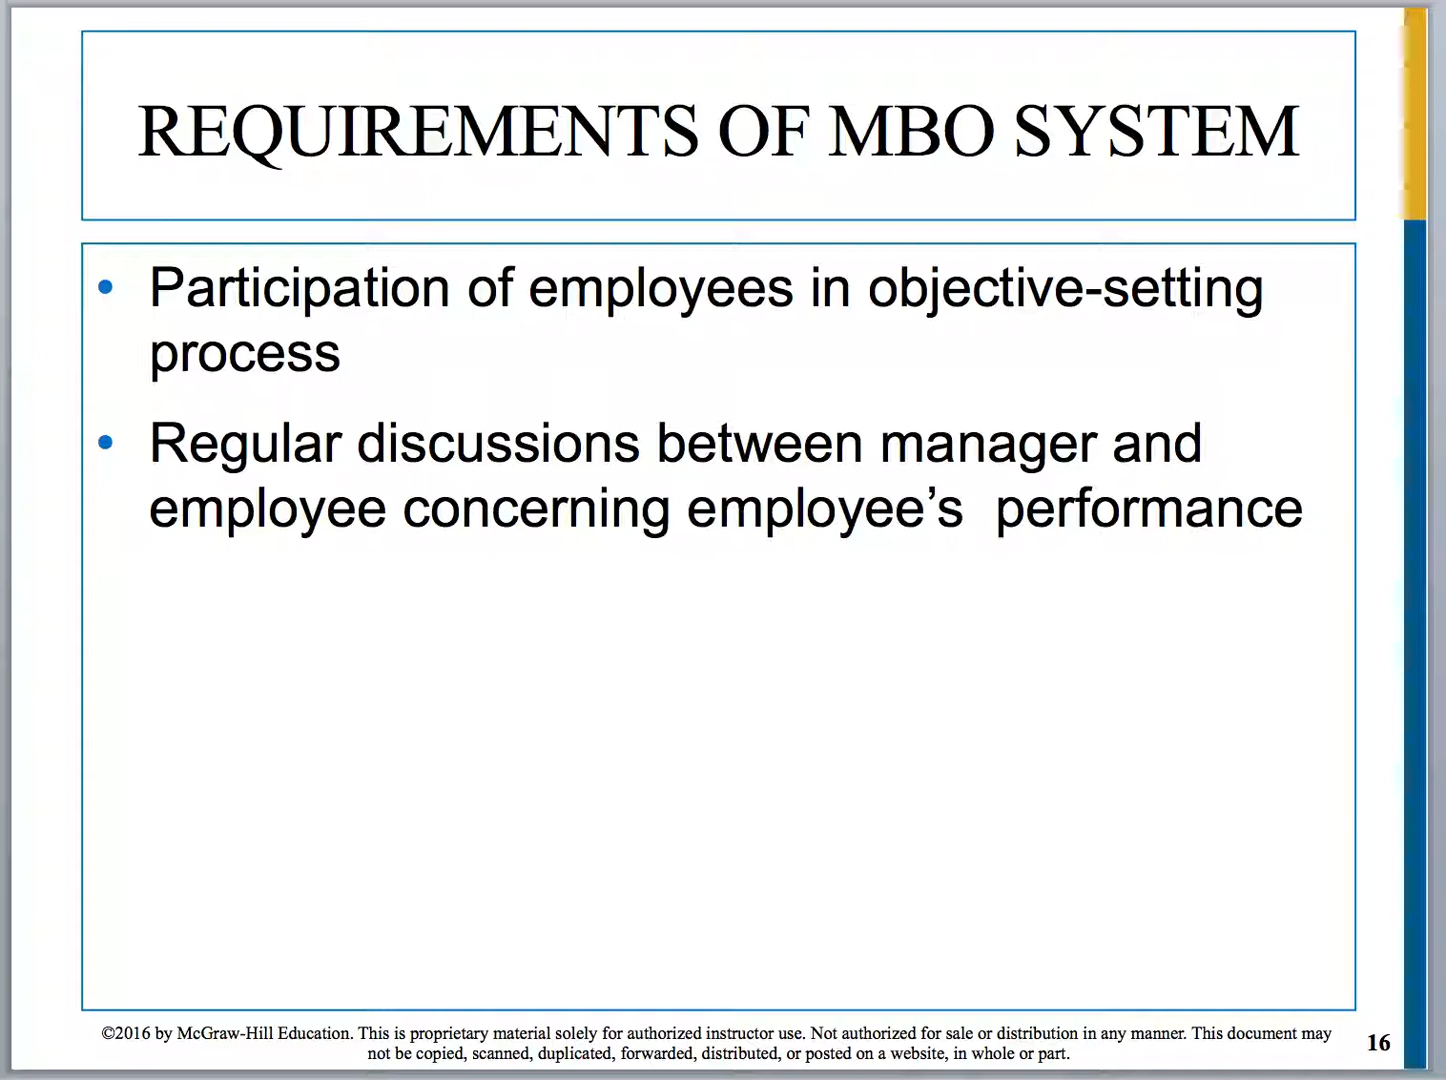 REQUIREMENTS OF MBO SYSTEM
• Participation of employees in objective-setting
process
• Regular discussions between manager and
employee concerning employee’s  performance
©2016 by McGraw-Hill Education. This is proprietary material solely for authorized instructor use. Not authorized for sale or distribution in any manner. This document may
not be copied, scanned, duplicated, forwarded, distributed, or posted on a website, in whole or part.
16